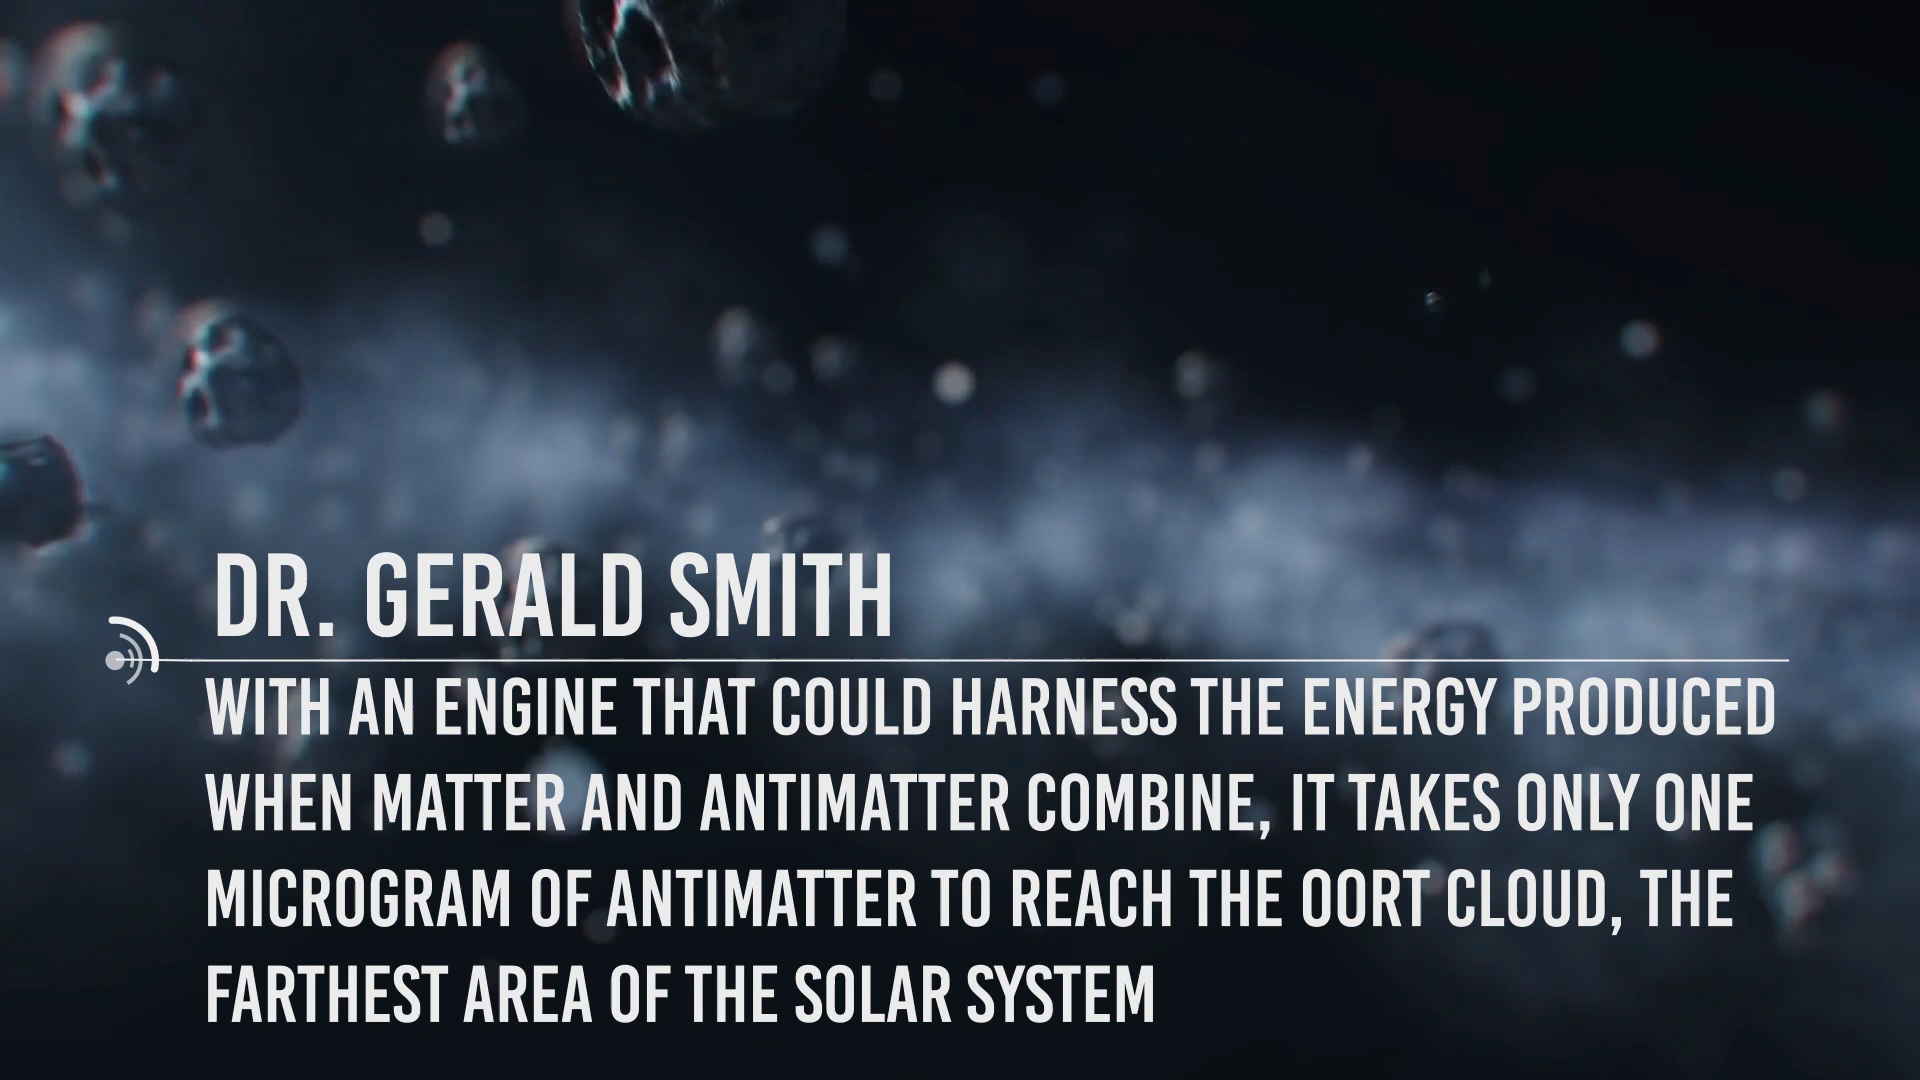 DR. GERALD SMITH
WITH AN ENGINE THAT COULD HARNESS THE ENERGY PRODUCED
WHEN MATTER AND ANTIMATTER COMBINE, IT TAKES ONLY ONE
MICROGRAM OF ANTIMATTER TO REACH THE OORT CLOUD, THE
FARTHEST AREA OF THE SOLAR SYSTEM